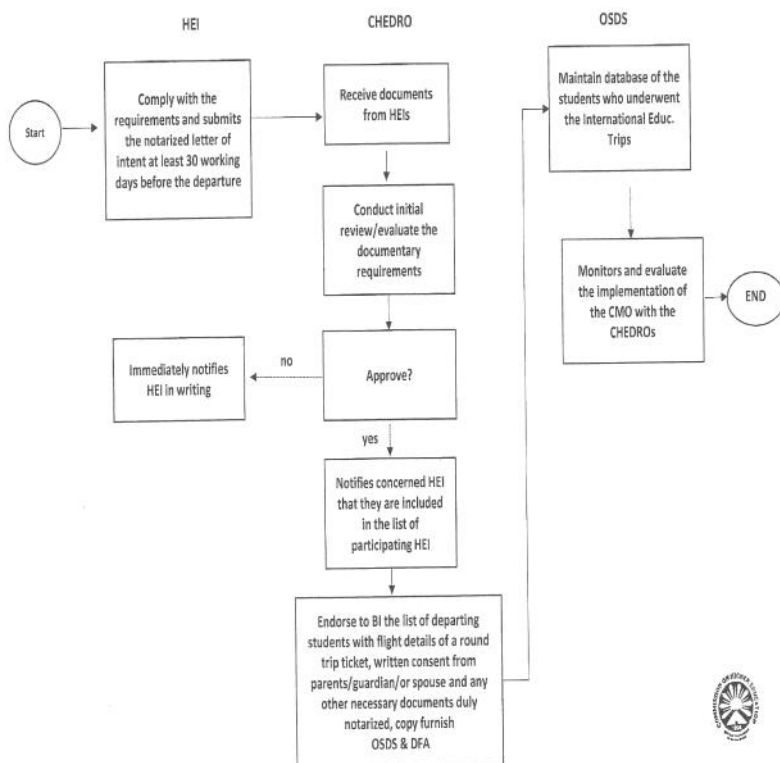 HEI
CHEDRO
OSDS
Start
Comply with the
requirements and submits
the notarized letter of
intent at least 30 working
days before the departure
Receive documents
from HEIs
Conduct initial
review/evaluate the
documentary
requirements
Approve?
no
Immediately notifies
HEI in writing
yes
Notifies concerned HEI
that they are included
in the list of
participating HEI
Endorse to BI the list of departing
students with flight details of a round
trip ticket, written consent from
parents/guardian/or spouse and any
other necessary documents duly
notarized, copy furnish
OSDS & DFA
Maintain database of the
students who underwent
the International Educ.
Trips
Monitors and evaluate
the implementation of
the CMO with the
CHEDROs
END